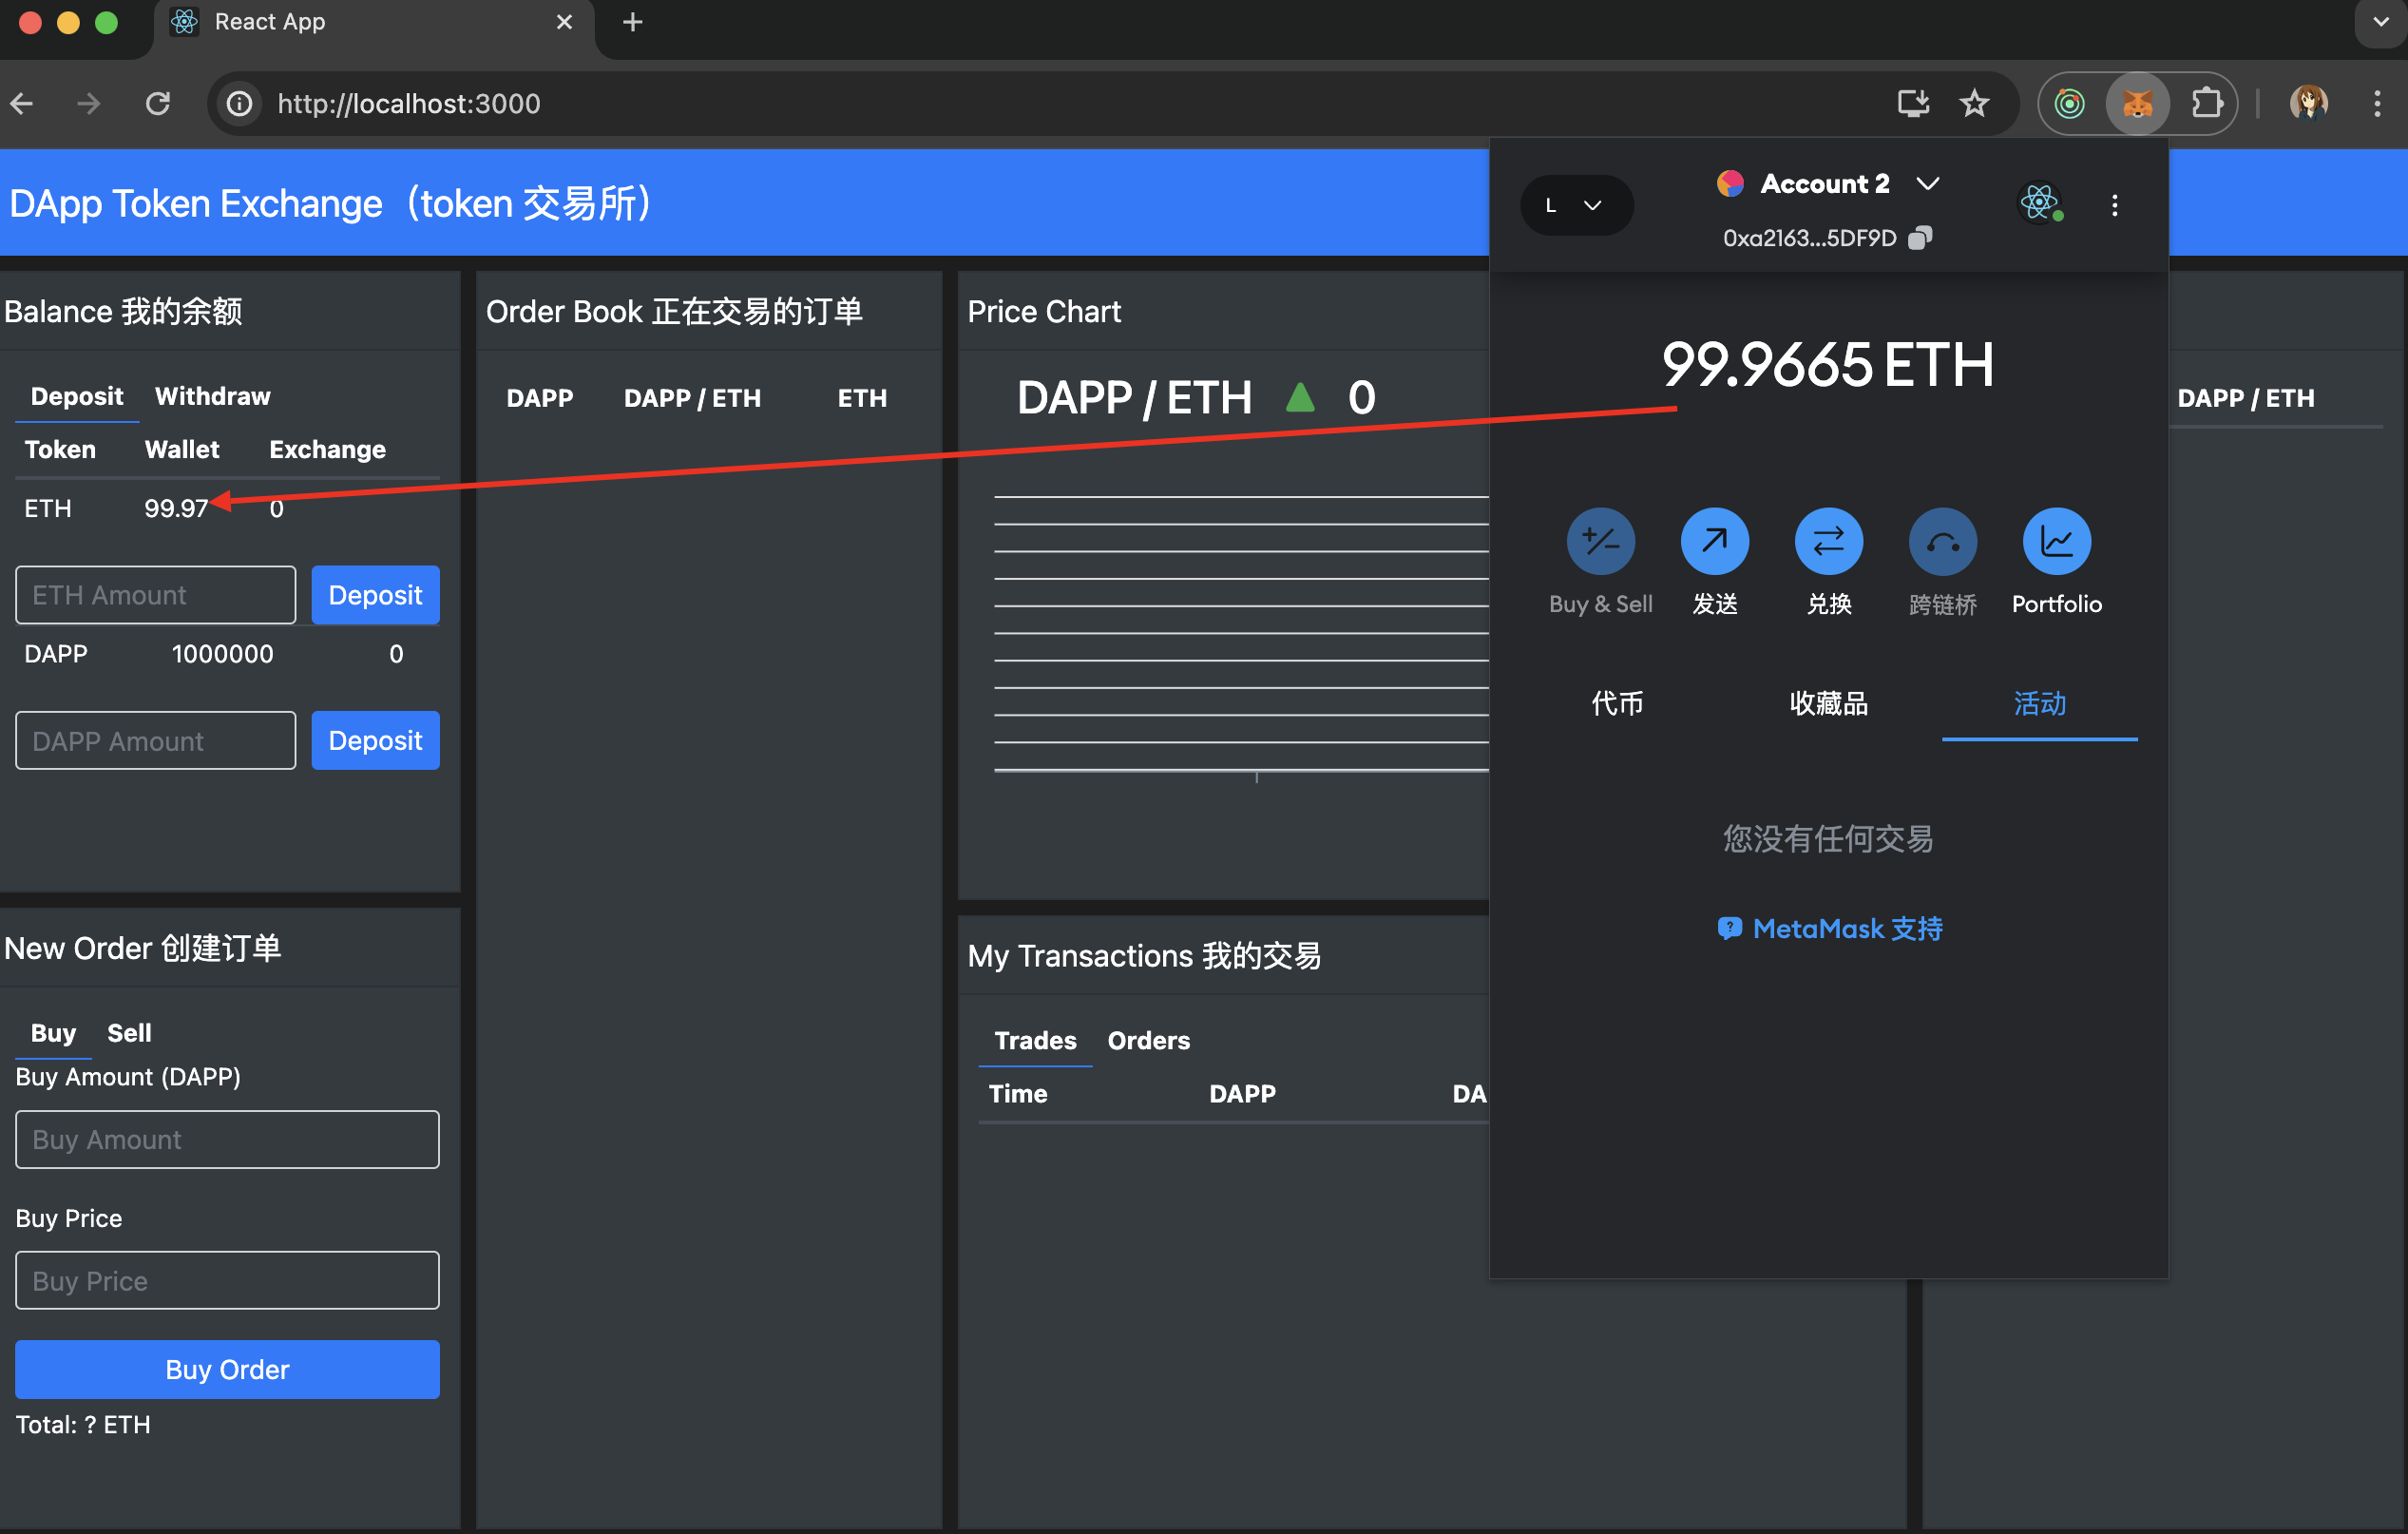 React App
http://localhost:3000
DApp Token Exchange（token 交易所）
Balance 我的余额
Deposit Withdraw
Token Wallet Exchange
ETH 99.97 0
ETH Amount Deposit
DAPP 1000000 0
DAPP Amount Deposit
New Order 创建订单
Buy Sell
Buy Amount (DAPP)
Buy Amount
Buy Price
Buy Price
Buy Order
Total: ? ETH
Order Book 正在交易的订单
DAPP DAPP / ETH ETH
Price Chart
DAPP / ETH ▲ 0
My Transactions 我的交易
Trades Orders
Time DAPP DA
L
Account 2
0xa2163...5DF9D
99.9665 ETH
Buy & Sell 发送 兑换 跨链桥 Portfolio
代币 收藏品 活动
您没有任何交易
MetaMask 支持
DAPP / ETH